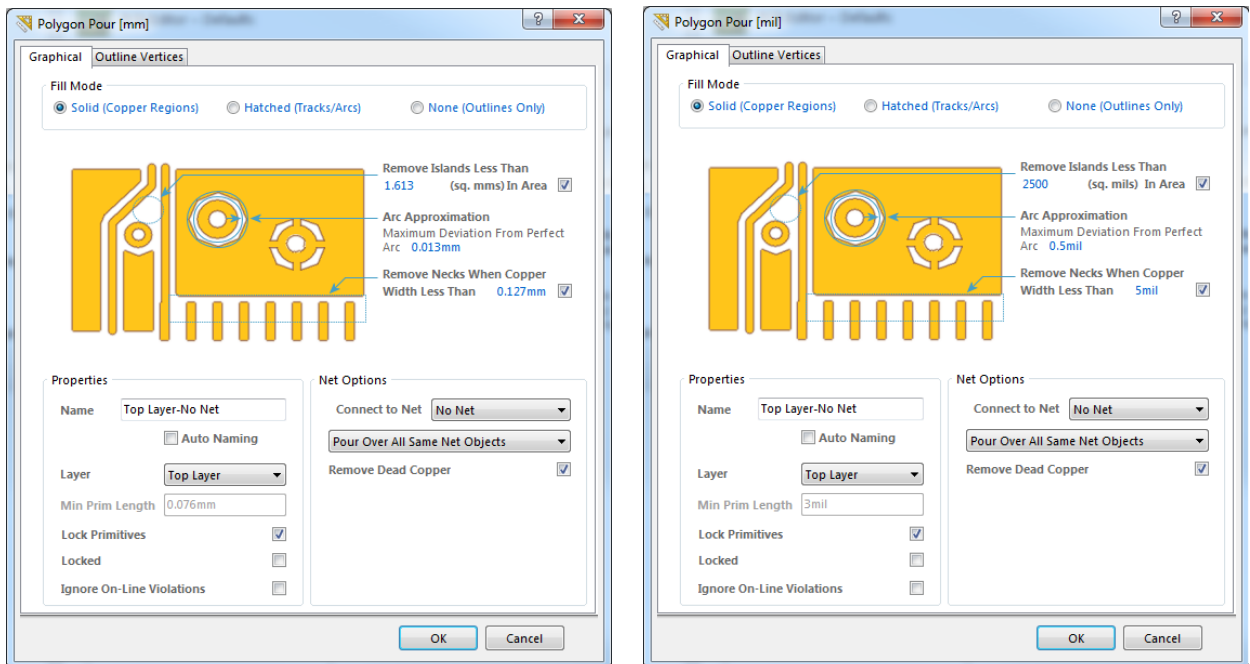 Polygon Pour [mm]
Graphical Outline Vertices
Fill Mode
Solid (Copper Regions) Hatched (Tracks/Arcs) None (Outlines Only)
Remove Islands Less Than
1.613 (sq. mms) In Area
Arc Approximation
Maximum Deviation From Perfect
Arc 0.013mm
Remove Necks When Copper
Width Less Than 0.127mm
Properties
Name Top Layer-No Net
Auto Naming
Layer Top Layer
Min Prim Length 0.076mm
Lock Primitives
Locked
Ignore On-Line Violations
Net Options
Connect to Net No Net
Pour Over All Same Net Objects
Remove Dead Copper
OK Cancel
Polygon Pour [mil]
Graphical Outline Vertices
Fill Mode
Solid (Copper Regions) Hatched (Tracks/Arcs) None (Outlines Only)
Remove Islands Less Than
2500 (sq. mils) In Area
Arc Approximation
Maximum Deviation From Perfect
Arc 0.5mil
Remove Necks When Copper
Width Less Than 5mil
Properties
Name Top Layer-No Net
Auto Naming
Layer Top Layer
Min Prim Length 3mil
Lock Primitives
Locked
Ignore On-Line Violations
Net Options
Connect to Net No Net
Pour Over All Same Net Objects
Remove Dead Copper
OK Cancel